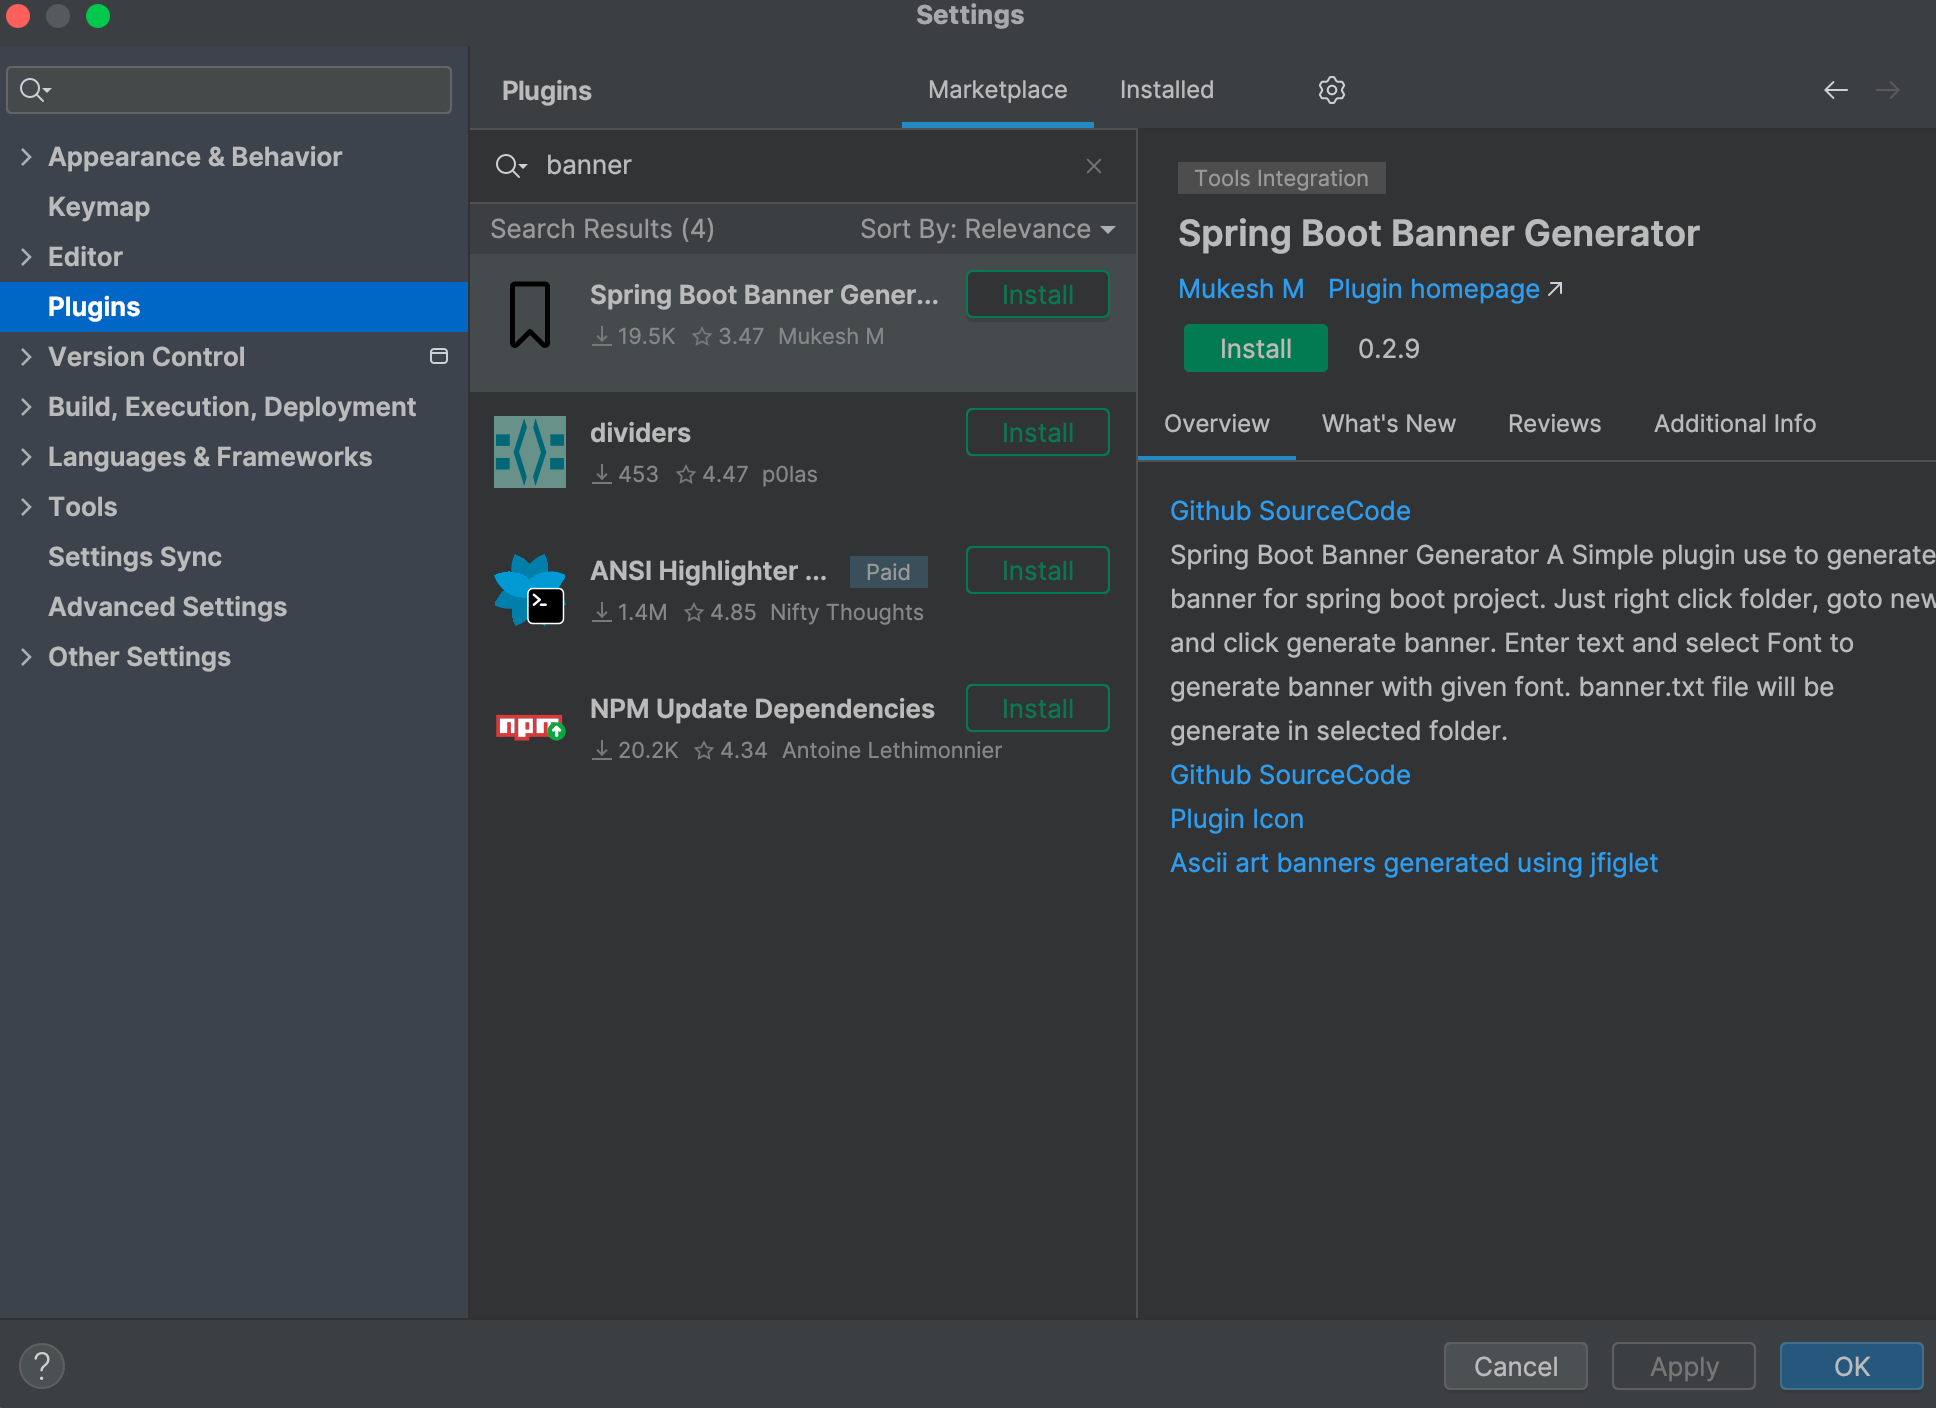 Settings
Appearance & Behavior
Keymap
Editor
Plugins
Version Control
Build, Execution, Deployment
Languages & Frameworks
Tools
Settings Sync
Advanced Settings
Other Settings
Plugins
Marketplace
Installed
banner
Search Results (4)
Sort By: Relevance
Spring Boot Banner Gener...
Install
19.5K 3.47 Mukesh M
dividers
Install
453 4.47 p0las
ANSI Highlighter ...
Paid
Install
1.4M 4.85 Nifty Thoughts
npm
NPM Update Dependencies
Install
20.2K 4.34 Antoine Lethimonnier
Tools Integration
Spring Boot Banner Generator
Mukesh M Plugin homepage
Install 0.2.9
Overview What's New Reviews Additional Info
Github SourceCode
Spring Boot Banner Generator A Simple plugin use to generate
banner for spring boot project. Just right click folder, goto new
and click generate banner. Enter text and select Font to
generate banner with given font. banner.txt file will be
generate in selected folder.
Github SourceCode
Plugin Icon
Ascii art banners generated using jfiglet
?
Cancel
Apply
OK